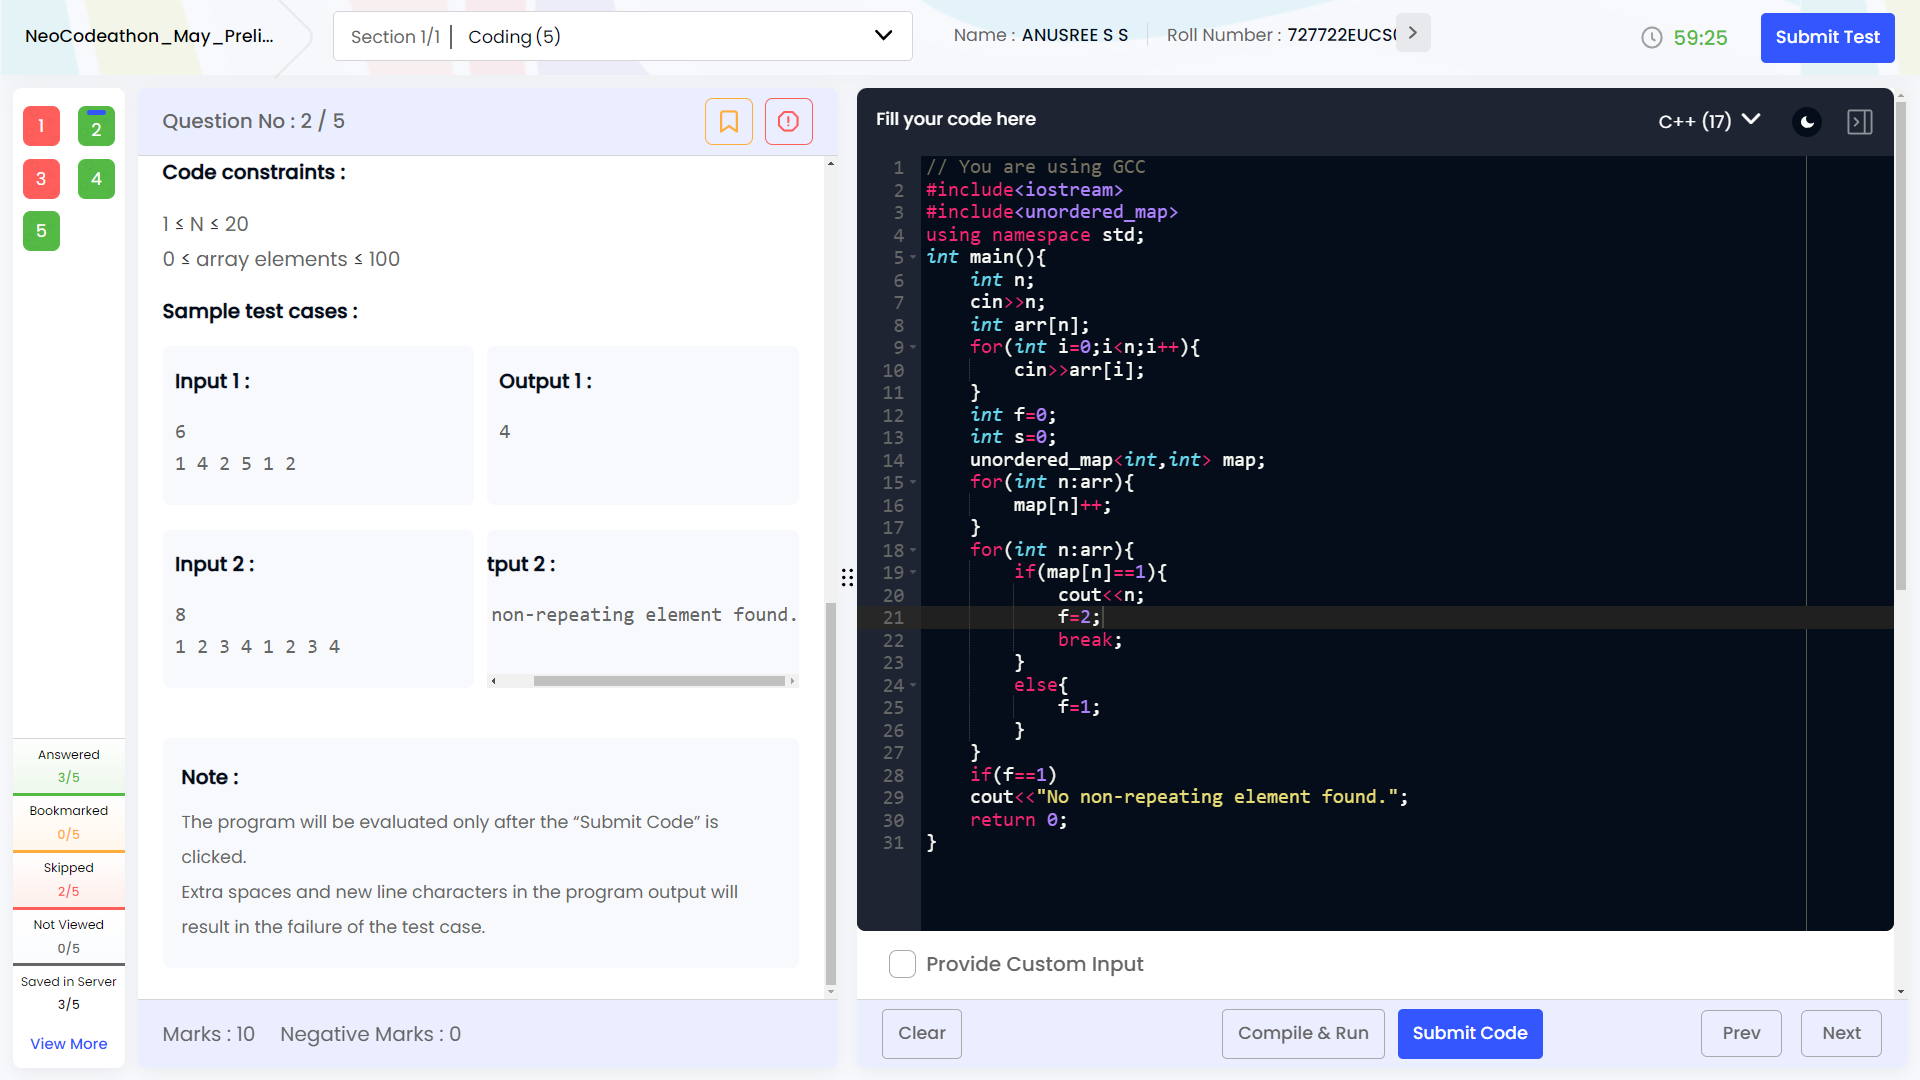 NeoCodeathon_May_Preli...
Section 1/1 | Coding (5)
Name : ANUSREE S S
Roll Number : 727722EUCS
59:25
Submit Test
1
2
3
4
5
Answered
3/5
Bookmarked
0/5
Skipped
2/5
Not Viewed
0/5
Saved in Server
3/5
View More
Question No : 2 / 5
Code constraints :
1 ≤ N ≤ 20
0 ≤ array elements ≤ 100
Sample test cases :
Input 1 :
6
1 4 2 5 1 2
Output 1 :
4
Input 2 :
8
1 2 3 4 1 2 3 4
tput 2 :
non-repeating element found.
Note :
The program will be evaluated only after the “Submit Code” is
clicked.
Extra spaces and new line characters in the program output will
result in the failure of the test case.
Marks : 10 Negative Marks : 0
Fill your code here
C++ (17)
1 // You are using GCC
2 #include<iostream>
3 #include<unordered_map>
4 using namespace std;
5 int main(){
6 int n;
7 cin>>n;
8 int arr[n];
9 for(int i=0;i<n;i++){
10 cin>>arr[i];
11 }
12 int f=0;
13 int s=0;
14 unordered_map<int,int> map;
15 for(int n:arr){
16 map[n]++;
17 }
18 for(int n:arr){
19 if(map[n]==1){
20 cout<<n;
21 f=2;
22 break;
23 }
24 else{
25 f=1;
26 }
27 }
28 if(f==1)
29 cout<<"No non-repeating element found.";
30 return 0;
31 }
Provide Custom Input
Clear
Compile & Run
Submit Code
Prev
Next